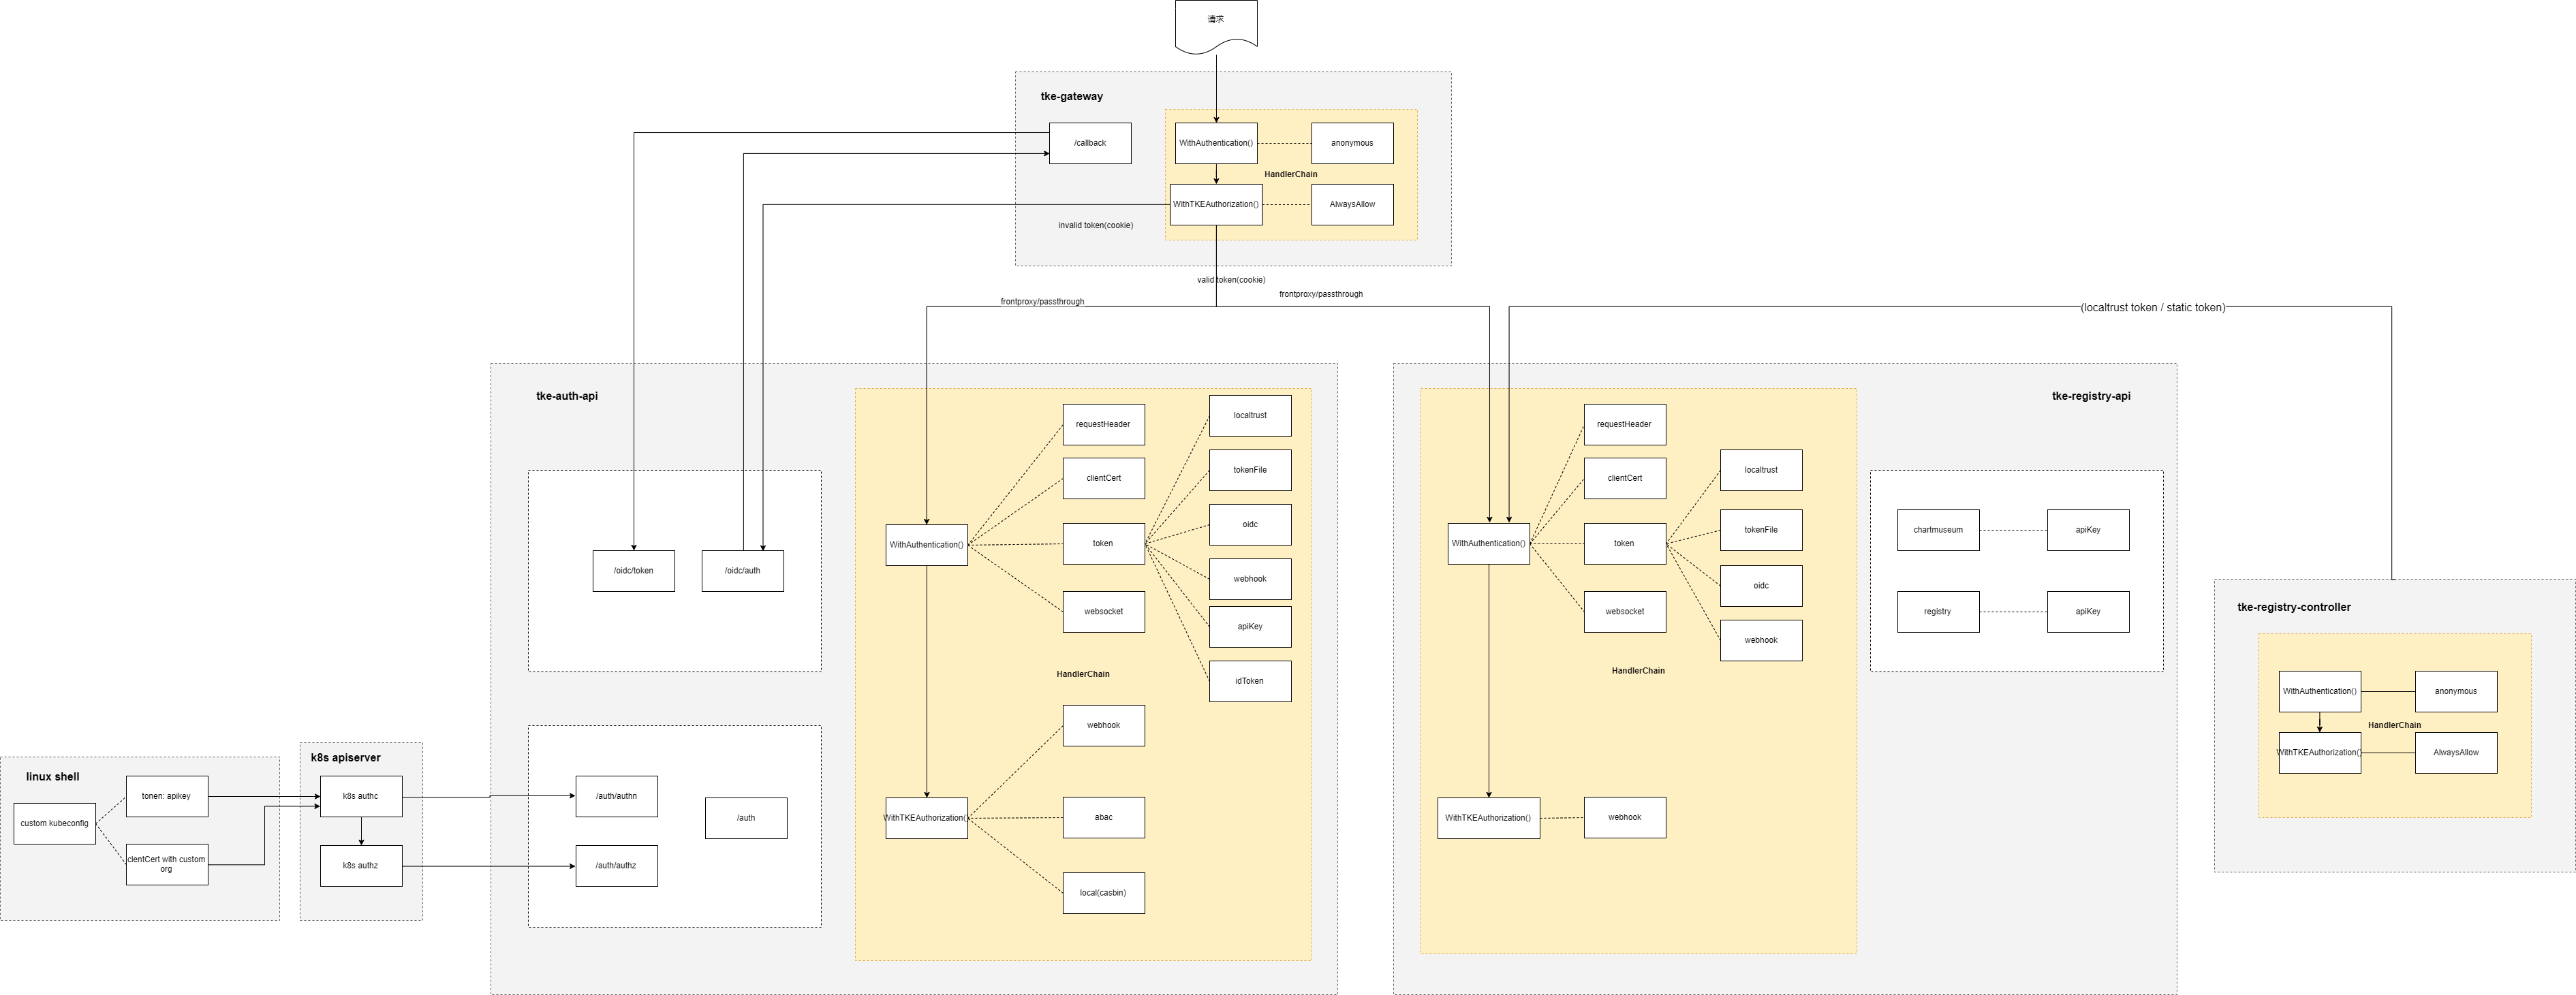 请求
tke-gateway
/callback
WithAuthentication()
anonymous
HandlerChain
WithTKEAuthorization()
AlwaysAllow
invalid token(cookie)
valid token(cookie)
frontproxy/passthrough
frontproxy/passthrough
(localtrust token / static token)
tke-auth-api
/oidc/token
/oidc/auth
WithAuthentication()
requestHeader
clientCert
token
websocket
localtrust
tokenFile
oidc
webhook
apiKey
idToken
HandlerChain
WithTKEAuthorization()
webhook
abac
local(casbin)
/auth/authn
/auth
/auth/authz
tke-registry-api
WithAuthentication()
requestHeader
clientCert
token
websocket
localtrust
tokenFile
oidc
webhook
HandlerChain
WithTKEAuthorization()
webhook
chartmuseum
apiKey
registry
apiKey
tke-registry-controller
WithAuthentication()
anonymous
HandlerChain
WithTKEAuthorization()
AlwaysAllow
linux shell
custom kubeconfig
tonen: apikey
clentCert with custom
org
k8s apiserver
k8s authc
k8s authz